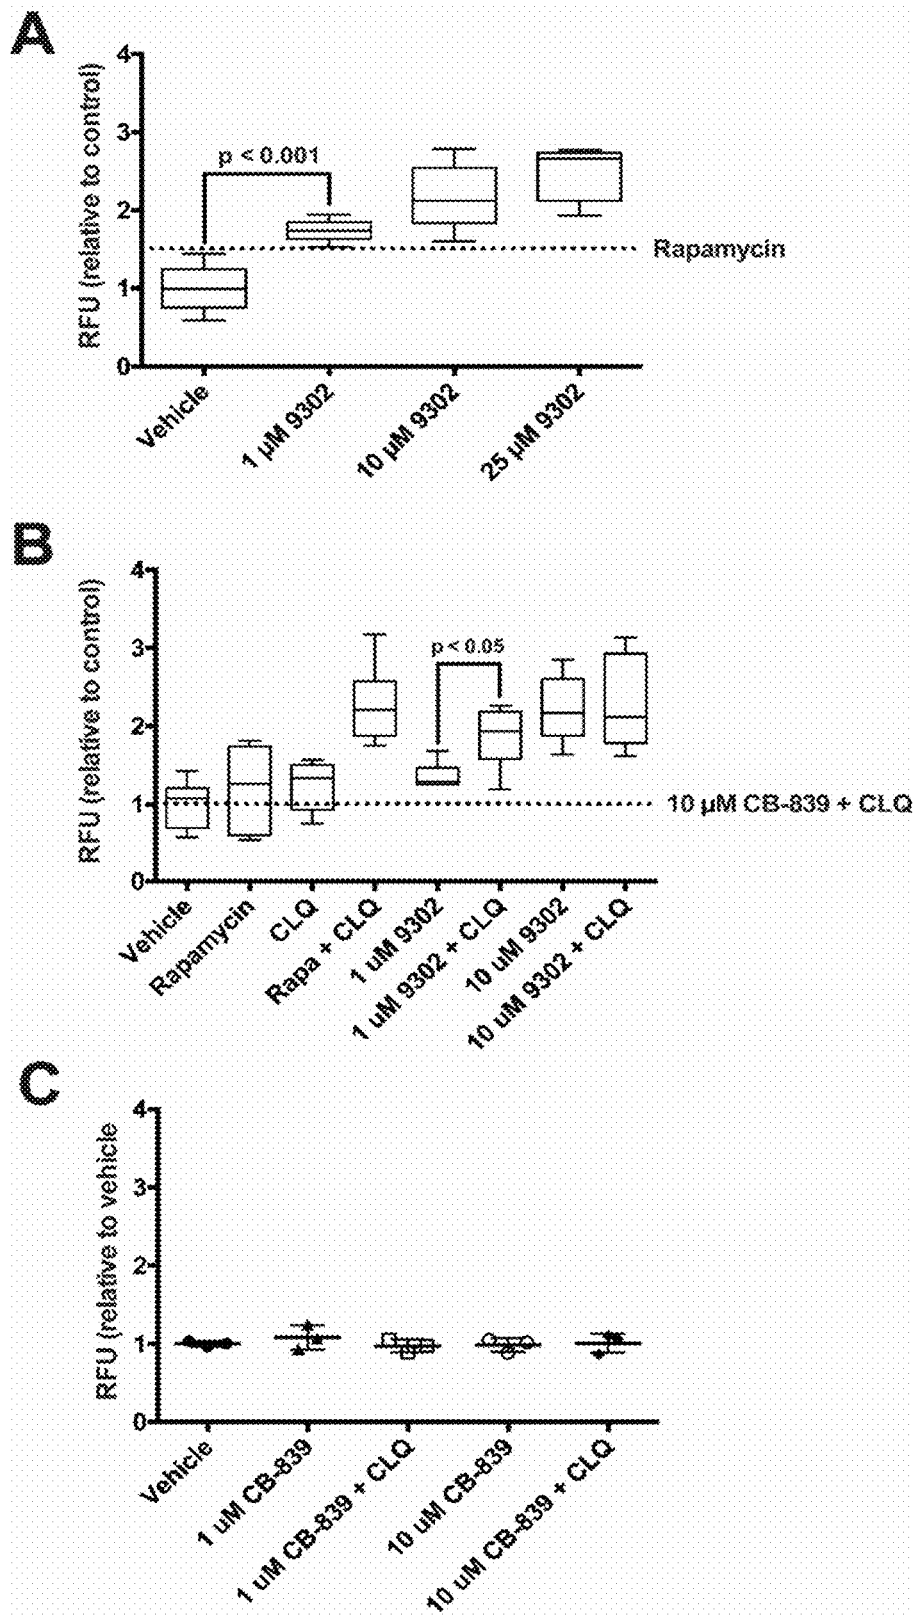 A
RFU (relative to control)
4
3
2
1
0
p < 0.001
Rapamycin
Vehicle
1 µM 9302
10 µM 9302
25 µM 9302
B
RFU (relative to control)
4
3
2
1
0
p < 0.05
10 µM CB-839 + CLQ
Vehicle
Rapamycin
CLQ
Rapa + CLQ
1 uM 9302
1 uM 9302 + CLQ
10 uM 9302
10 uM 9302 + CLQ
C
RFU (relative to vehicle)
4
3
2
1
0
Vehicle
1 uM CB-839
1 uM CB-839 + CLQ
10 uM CB-839
10 uM CB-839 + CLQ